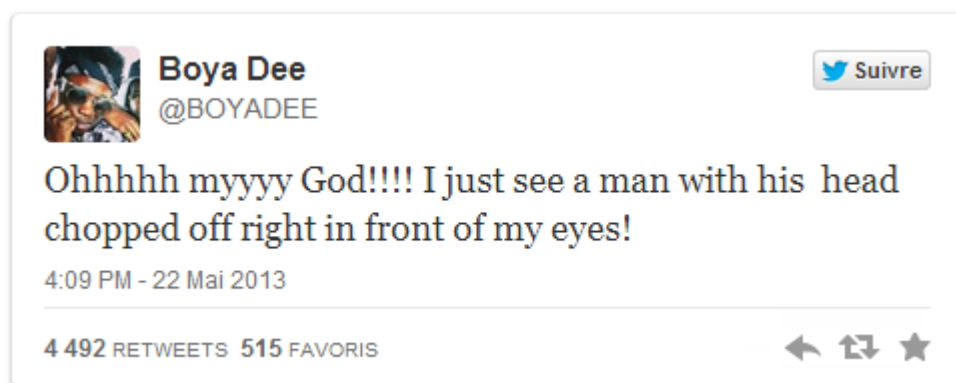 Boya Dee
Suivre
@BOYADEE
Ohhhhh myyyy God!!!! I just see a man with his  head
chopped off right in front of my eyes!
4:09 PM - 22 Mai 2013
4 492 RETWEETS 515 FAVORIS